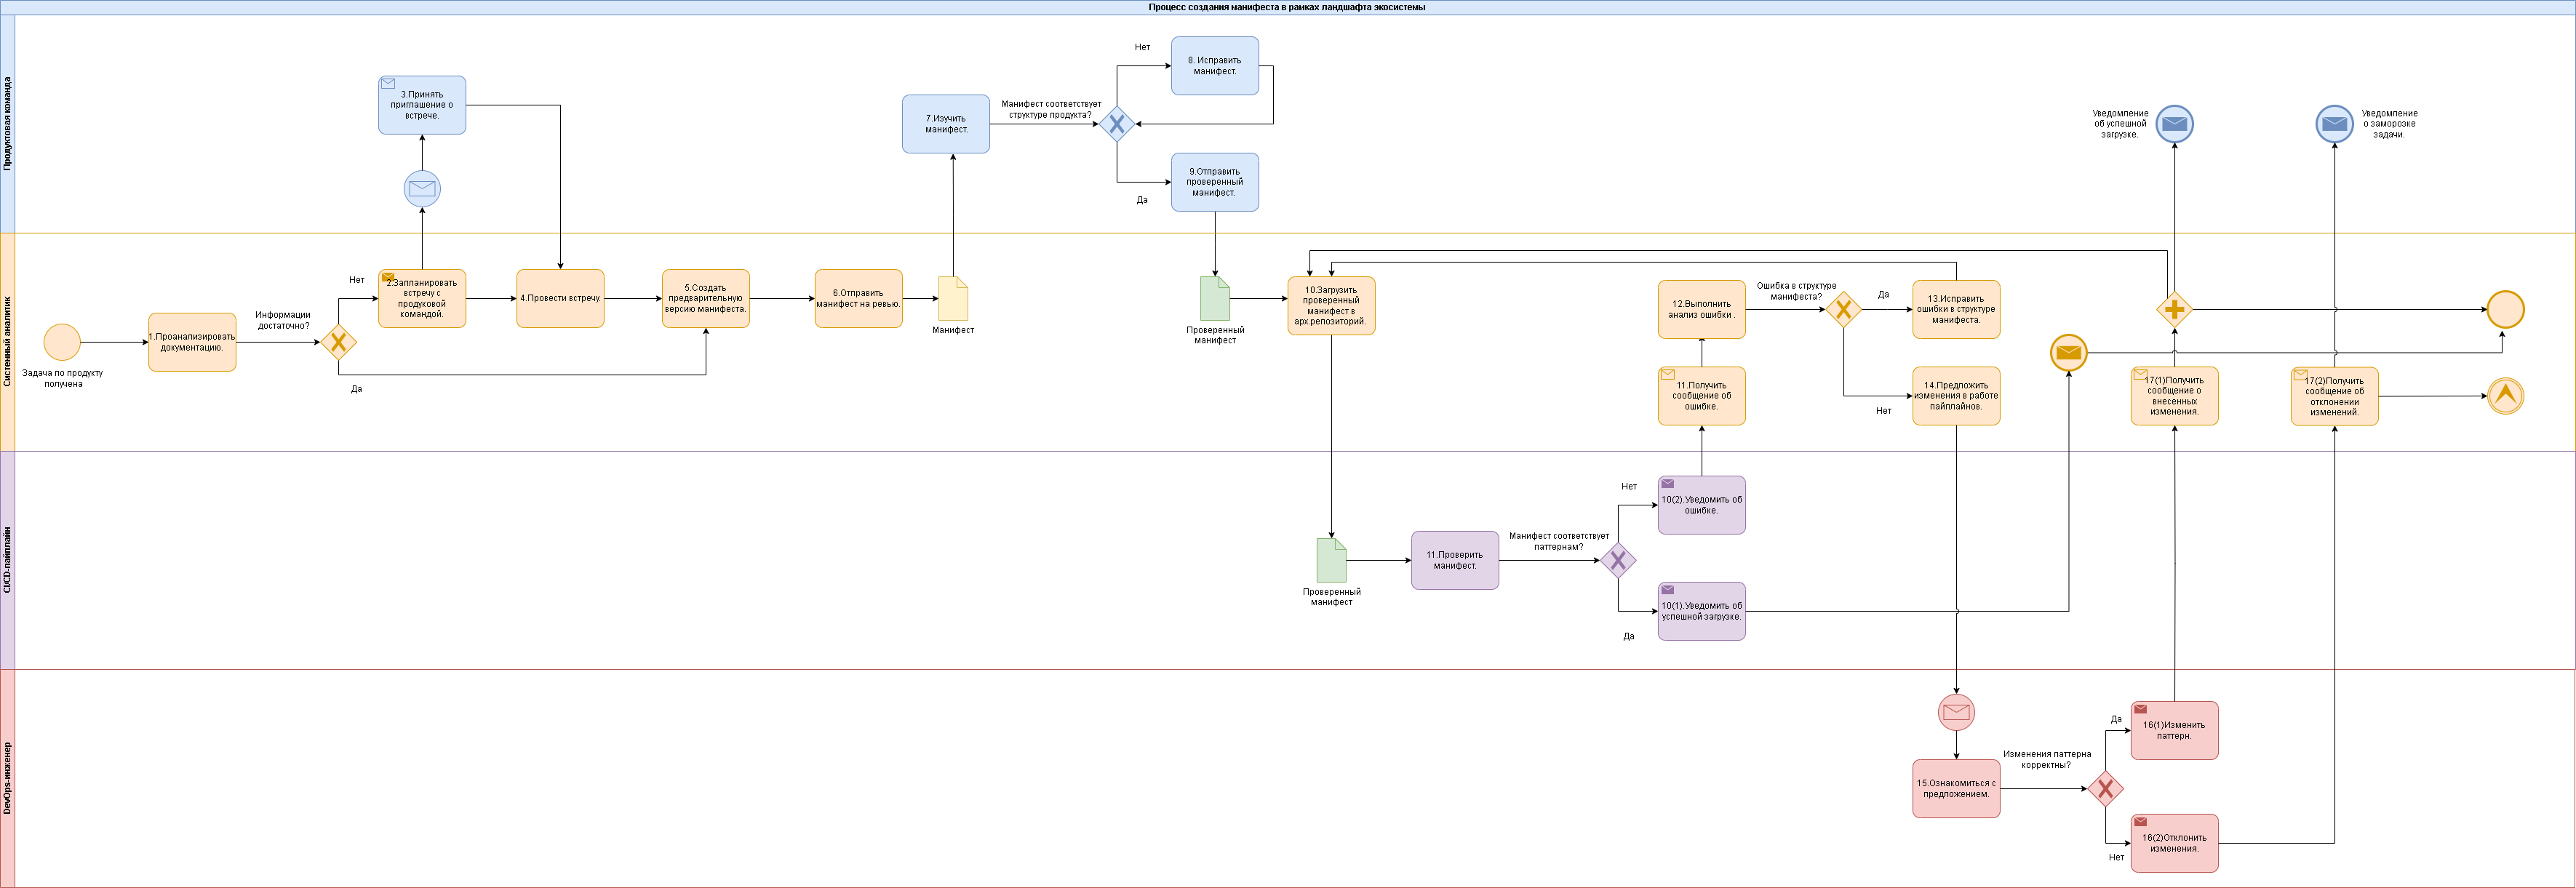 Процесс создания манифеста в рамках ландшафта экосистемы
Продуктовая команда
3.Принять
приглашение о
встрече.
7.Изучить
манифест.
Манифест соответствует
структуре продукта?
Нет
8. Исправить
манифест.
9.Отправить
проверенный
манифест.
Да
Уведомление
об успешной
загрузке.
Уведомление
о заморозке
задачи.
Системный аналитик
Задача по продукту
получена
1.Проанализировать
документацию.
Информации
достаточно?
Нет
Да
2.Запланировать
встречу с
продуковой
командой.
4.Провести встречу.
5.Создать
предварительную
версию манифеста.
6.Отправить
манифест на ревью.
Манифест
Проверенный
манифест
10.Загрузить
проверенный
манифест в
арх.репозиторий.
12.Выполнить
анализ ошибки .
11.Получить
сообщение об
ошибке.
Ошибка в структуре
манифеста?
Да
Нет
13.Исправить
ошибки в структуре
манифеста.
14.Предложить
изменения в работе
пайплайнов.
17(1)Получить
сообщение о
внесенных
изменения.
17(2)Получить
сообщение об
отклонении
изменений.
CI/CD-пайплайн
Проверенный
манифест
11.Проверить
манифест.
Манифест соответствует
паттернам?
Нет
Да
10(2).Уведомить об
ошибке.
10(1).Уведомить об
успешной загрузке.
DevOps-инженер
15.Ознакомиться с
предложением.
Изменения паттерна
корректны?
Да
Нет
16(1)Изменить
паттерн.
16(2)Отклонить
изменения.